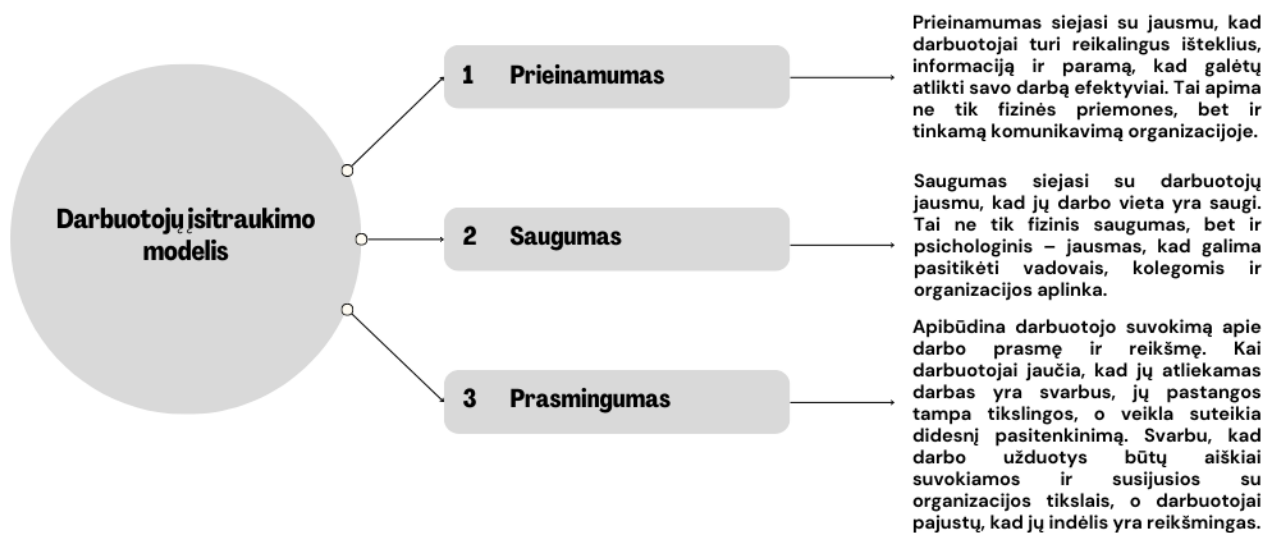 Darbuotojų įsitraukimo
modelis
1 Prieinamumas
Prieinamumas siejasi su jausmu, kad
darbuotojai turi reikalingus išteklius,
informaciją ir paramą, kad galėtų
atlikti savo darbą efektyviai. Tai apima
ne tik fizinės priemones, bet ir
tinkamą komunikavimą organizacijoje.
2 Saugumas
Saugumas siejasi su darbuotojų
jausmu, kad jų darbo vieta yra saugi.
Tai ne tik fizinis saugumas, bet ir
psichologinis – jausmas, kad galima
pasitikėti vadovais, kolegomis ir
organizacijos aplinka.
3 Prasmingumas
Apibūdina darbuotojo suvokimą apie
darbo prasmę ir reikšmę. Kai
darbuotojai jaučia, kad jų atliekamas
darbas yra svarbus, jų pastangos
tampa tikslingos, o veikla suteikia
didesnį pasitenkinimą. Svarbu, kad
darbo užduotys būtų aiškiai
suvokiamos ir susijusios su
organizacijos tikslais, o darbuotojai
pajustų, kad jų indėlis yra reikšmingas.